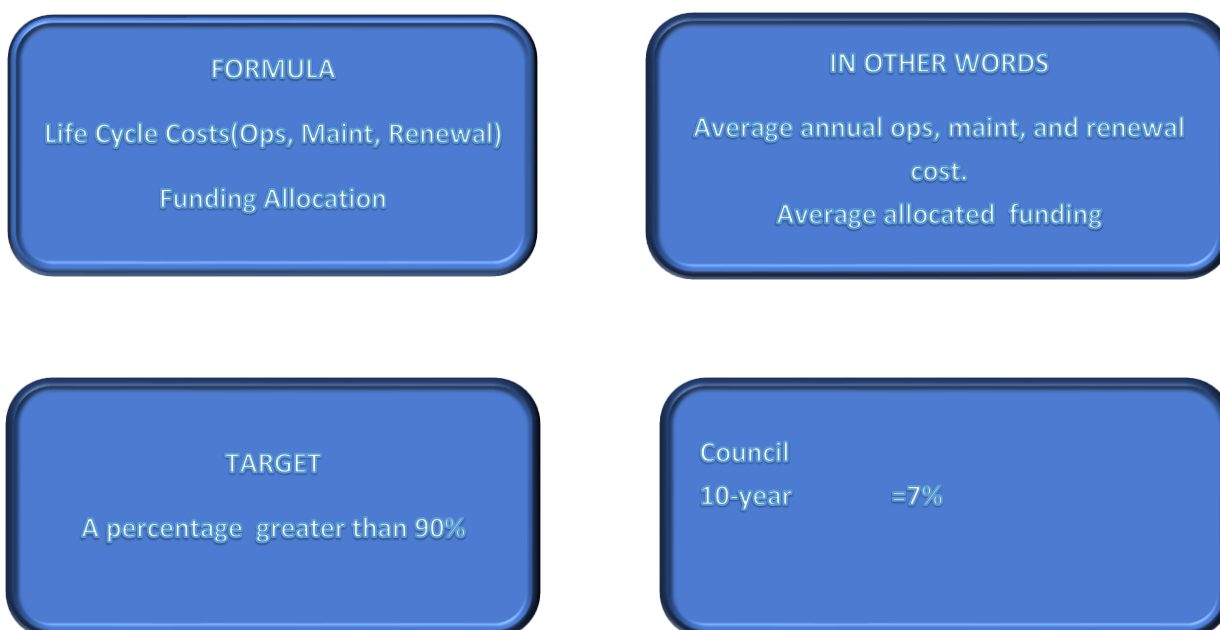 FORMULA
Life Cycle Costs(Ops, Maint, Renewal)
Funding Allocation
IN OTHER WORDS
Average annual ops, maint, and renewal
cost.
Average allocated  funding
TARGET
A percentage  greater than 90%
Council
10-year =7%